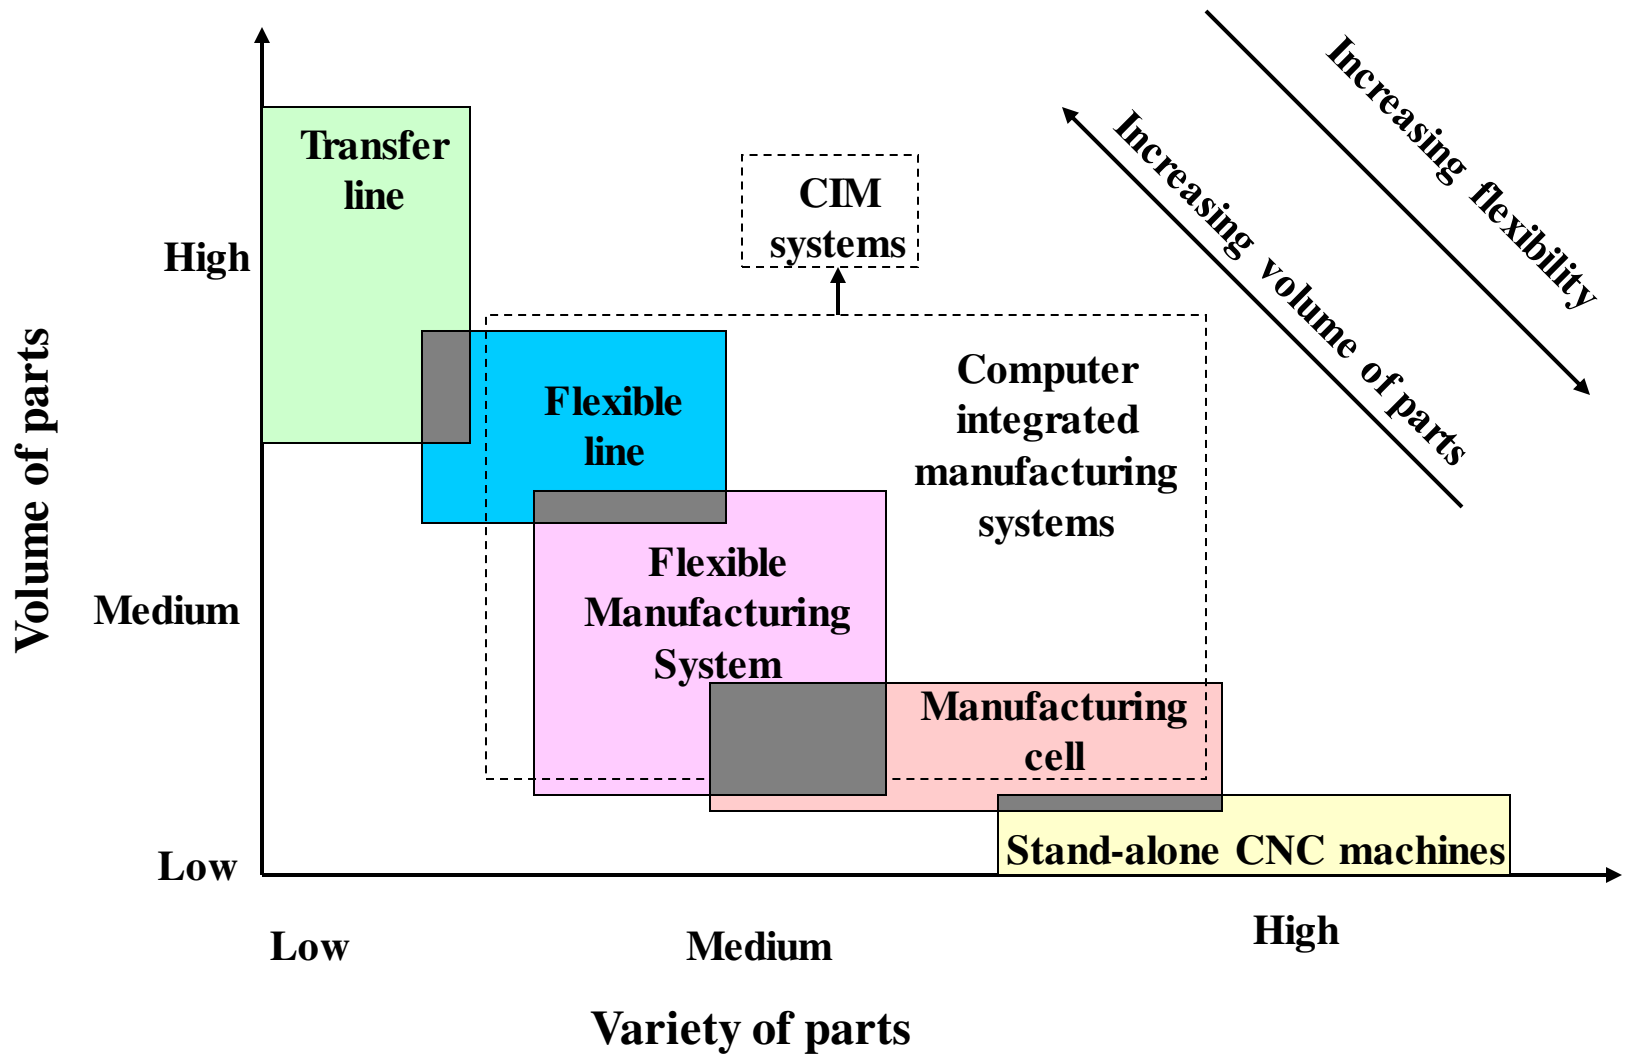 Transfer
line
High
CIM
systems
Increasing flexibility
Increasing volume of parts
Flexible
line
Computer
integrated
manufacturing
systems
Volume of parts
Medium
Flexible
Manufacturing
System
Manufacturing
cell
Low
Stand-alone CNC machines
Low
Medium
High
Variety of parts